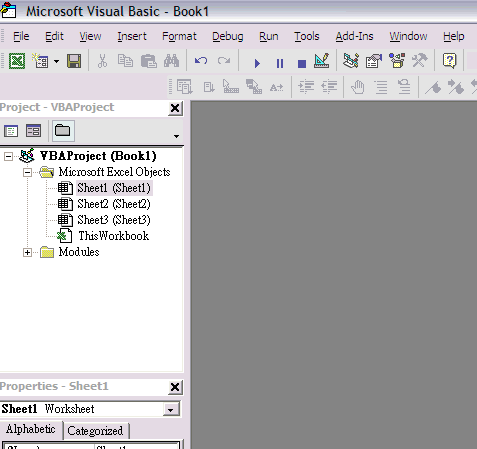 Microsoft Visual Basic - Book1
File Edit View Insert Format Debug Run Tools Add-Ins Window Help
Project - VBAProject
VBAProject (Book1)
Microsoft Excel Objects
Sheet1 (Sheet1)
Sheet2 (Sheet2)
Sheet3 (Sheet3)
ThisWorkbook
Modules
Properties - Sheet1
Sheet1 Worksheet
Alphabetic Categorized